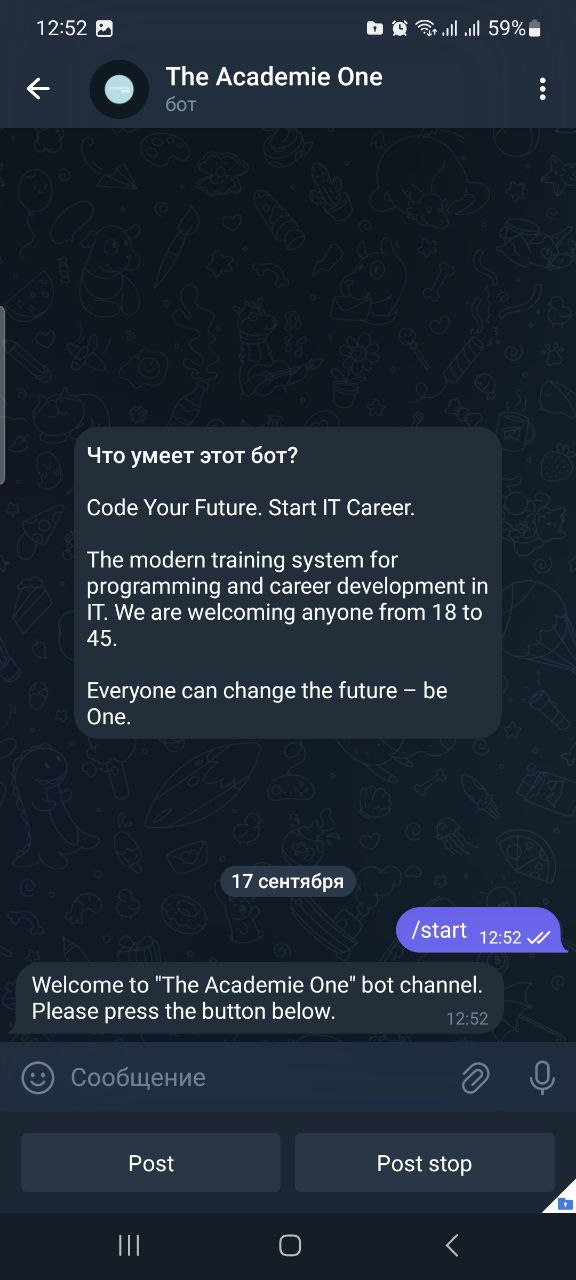 12:52
59%
The Academie One
бот
Что умеет этот бот?
Code Your Future. Start IT Career.
The modern training system for
programming and career development in
IT. We are welcoming anyone from 18 to
45.
Everyone can change the future – be
One.
17 сентября
/start 12:52
Welcome to "The Academie One" bot channel.
Please press the button below.
12:52
Сообщение
Post
Post stop